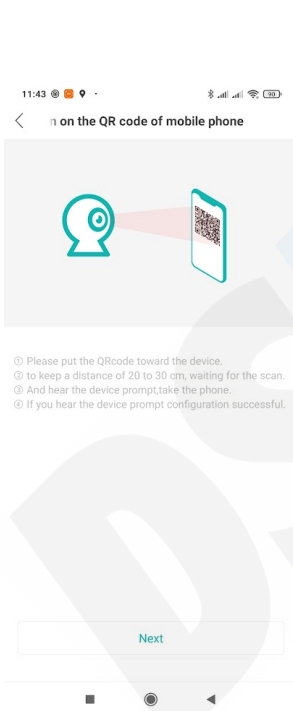 11:43
90
n on the QR code of mobile phone
① Please put the QRcode toward the device.
② to keep a distance of 20 to 30 cm, waiting for the scan.
③ And hear the device prompt,take the phone.
④ If you hear the device prompt configuration successful.
Next